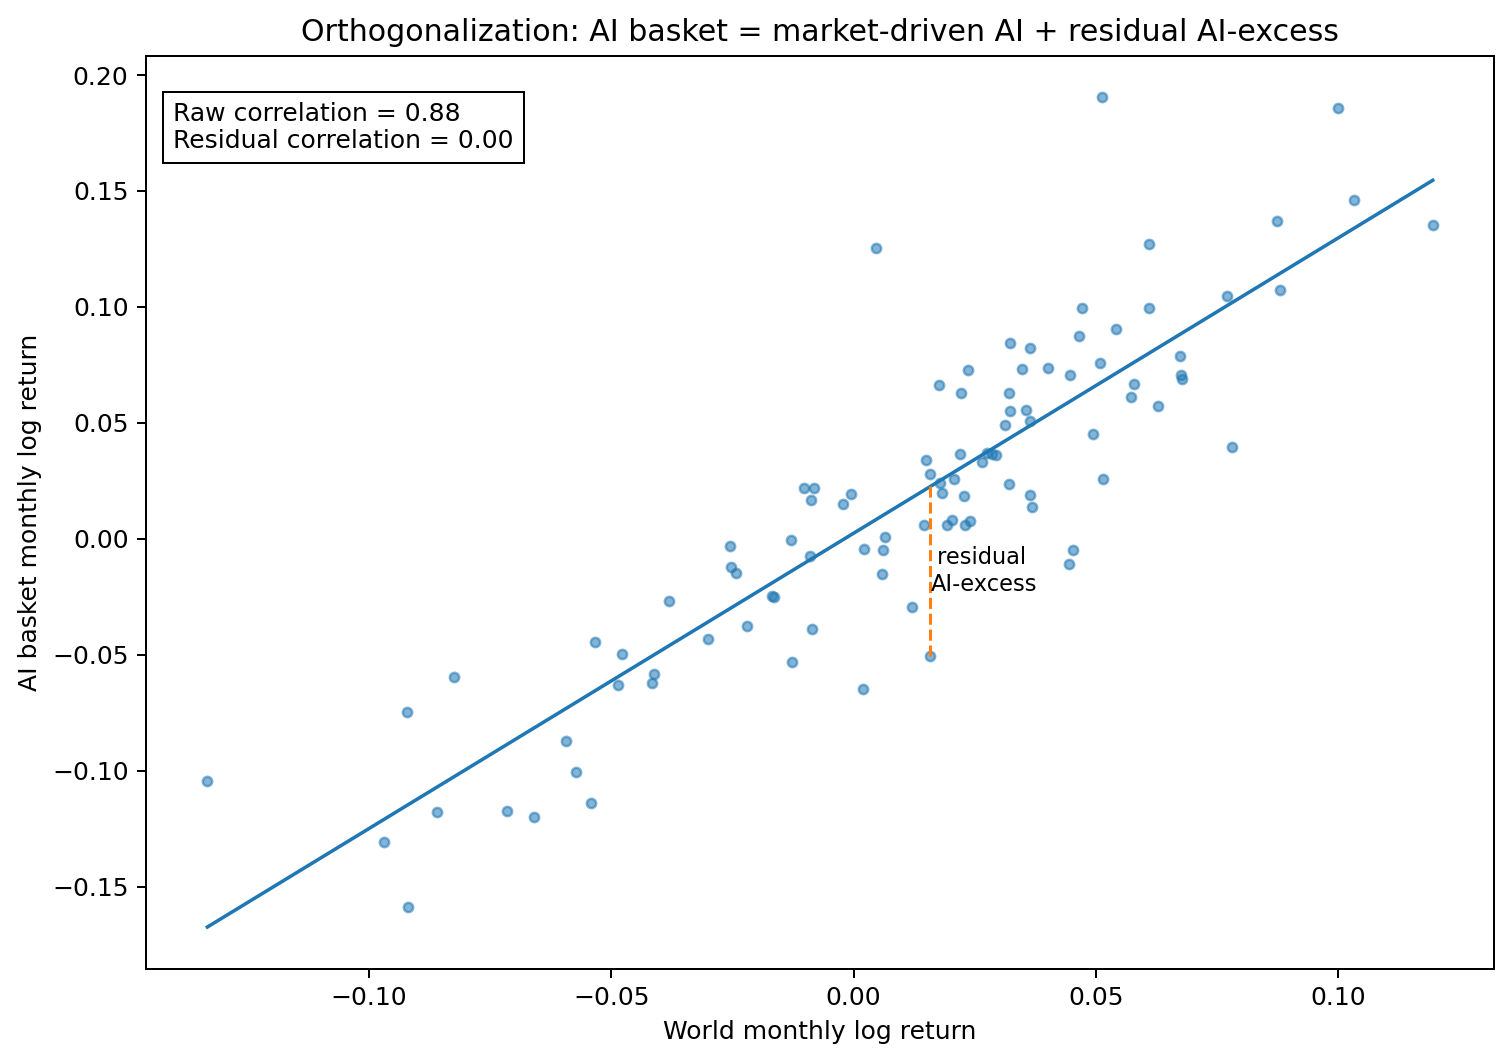 Orthogonalization: AI basket = market-driven AI + residual AI-excess
Raw correlation = 0.88
Residual correlation = 0.00
0.20
0.15
0.10
0.05
0.00
−0.05
−0.10
−0.15
AI basket monthly log return
residual
AI-excess
−0.10
−0.05
0.00
0.05
0.10
World monthly log return